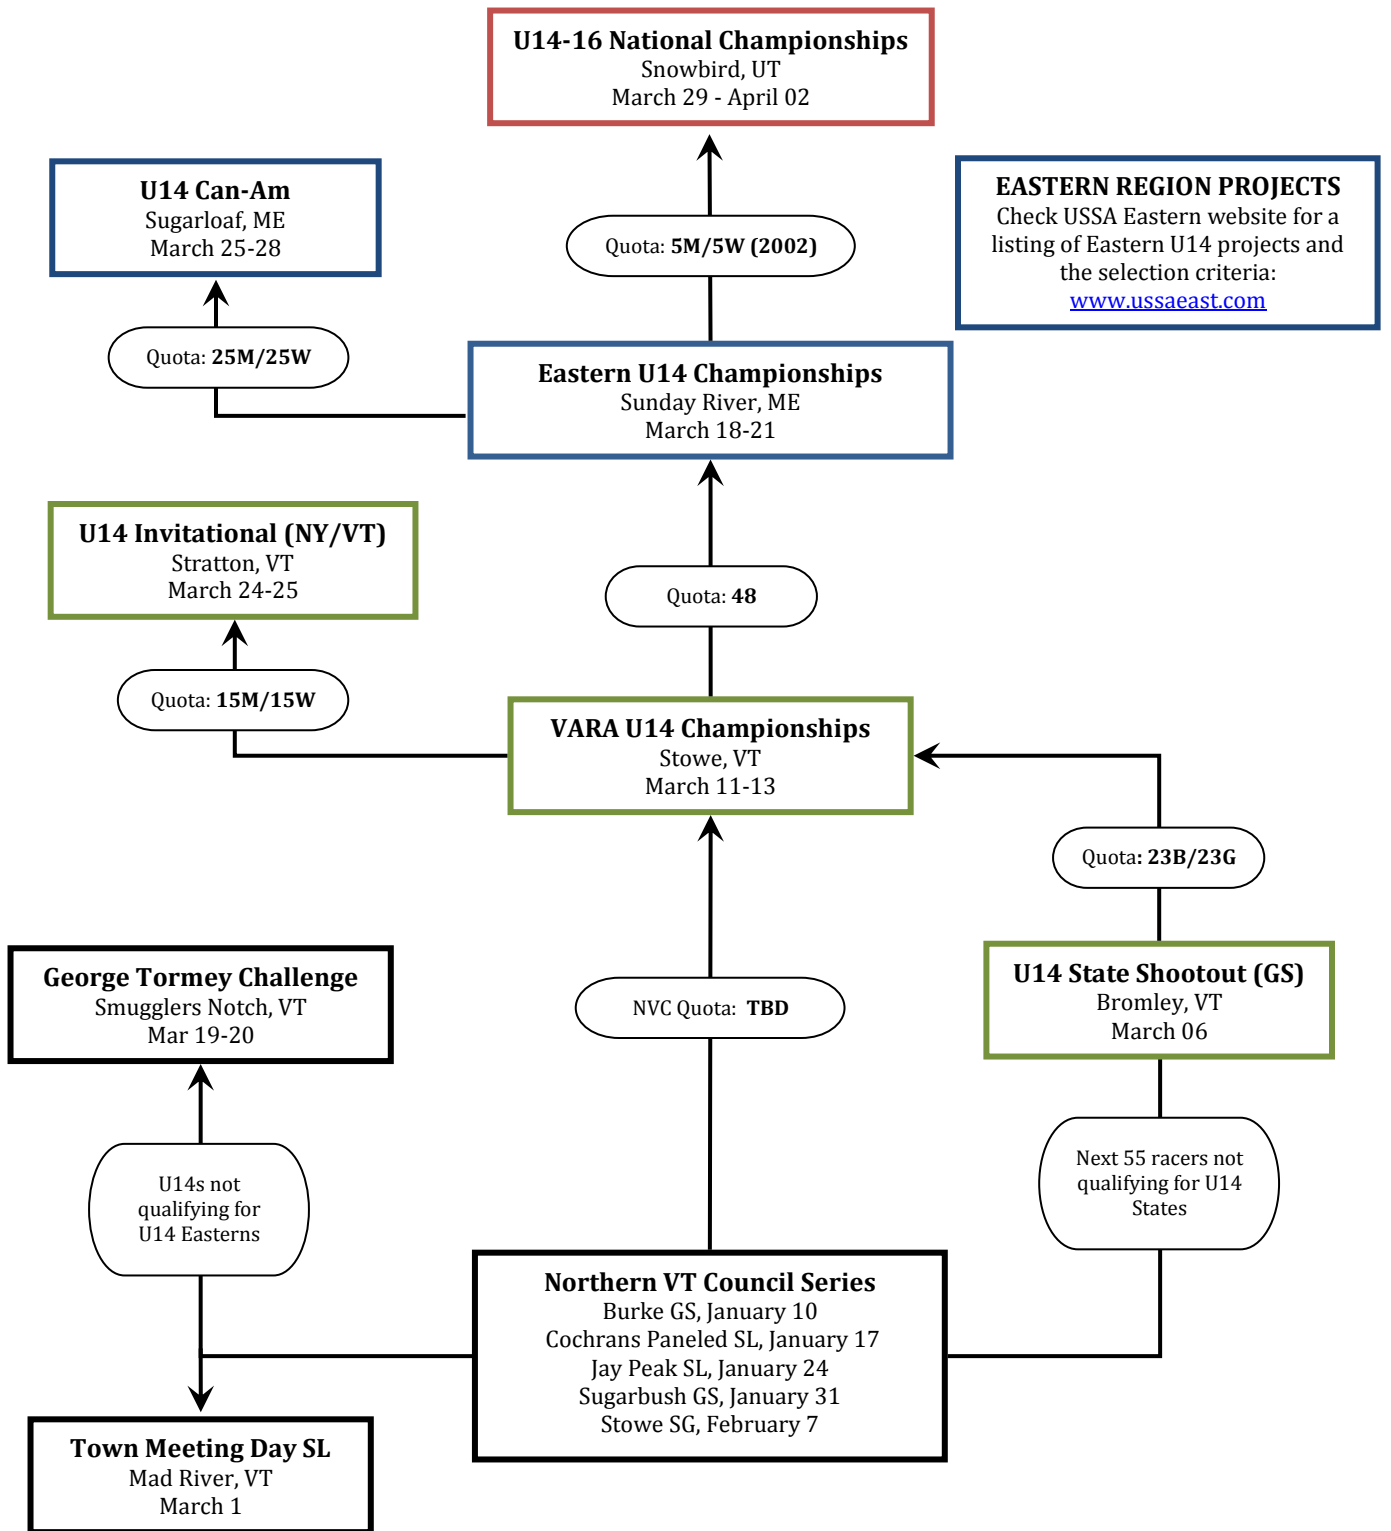 U14-16 National Championships
Snowbird, UT
March 29 - April 02
U14 Can-Am
Sugarloaf, ME
March 25-28
EASTERN REGION PROJECTS
Check USSA Eastern website for a
listing of Eastern U14 projects and
the selection criteria:
www.ussaeast.com
Quota: 5M/5W (2002)
Quota: 25M/25W
Eastern U14 Championships
Sunday River, ME
March 18-21
U14 Invitational (NY/VT)
Stratton, VT
March 24-25
Quota: 48
Quota: 15M/15W
VARA U14 Championships
Stowe, VT
March 11-13
Quota: 23B/23G
George Tormey Challenge
Smugglers Notch, VT
Mar 19-20
NVC Quota: TBD
U14 State Shootout (GS)
Bromley, VT
March 06
U14s not
qualifying for
U14 Easterns
Next 55 racers not
qualifying for U14
States
Northern VT Council Series
Burke GS, January 10
Cochrans Paneled SL, January 17
Jay Peak SL, January 24
Sugarbush GS, January 31
Stowe SG, February 7
Town Meeting Day SL
Mad River, VT
March 1